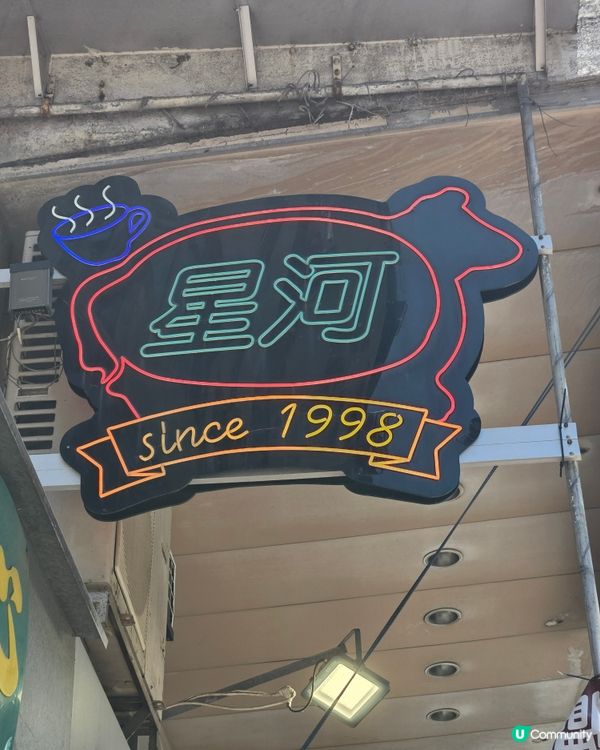 星河
since 1998
U Community